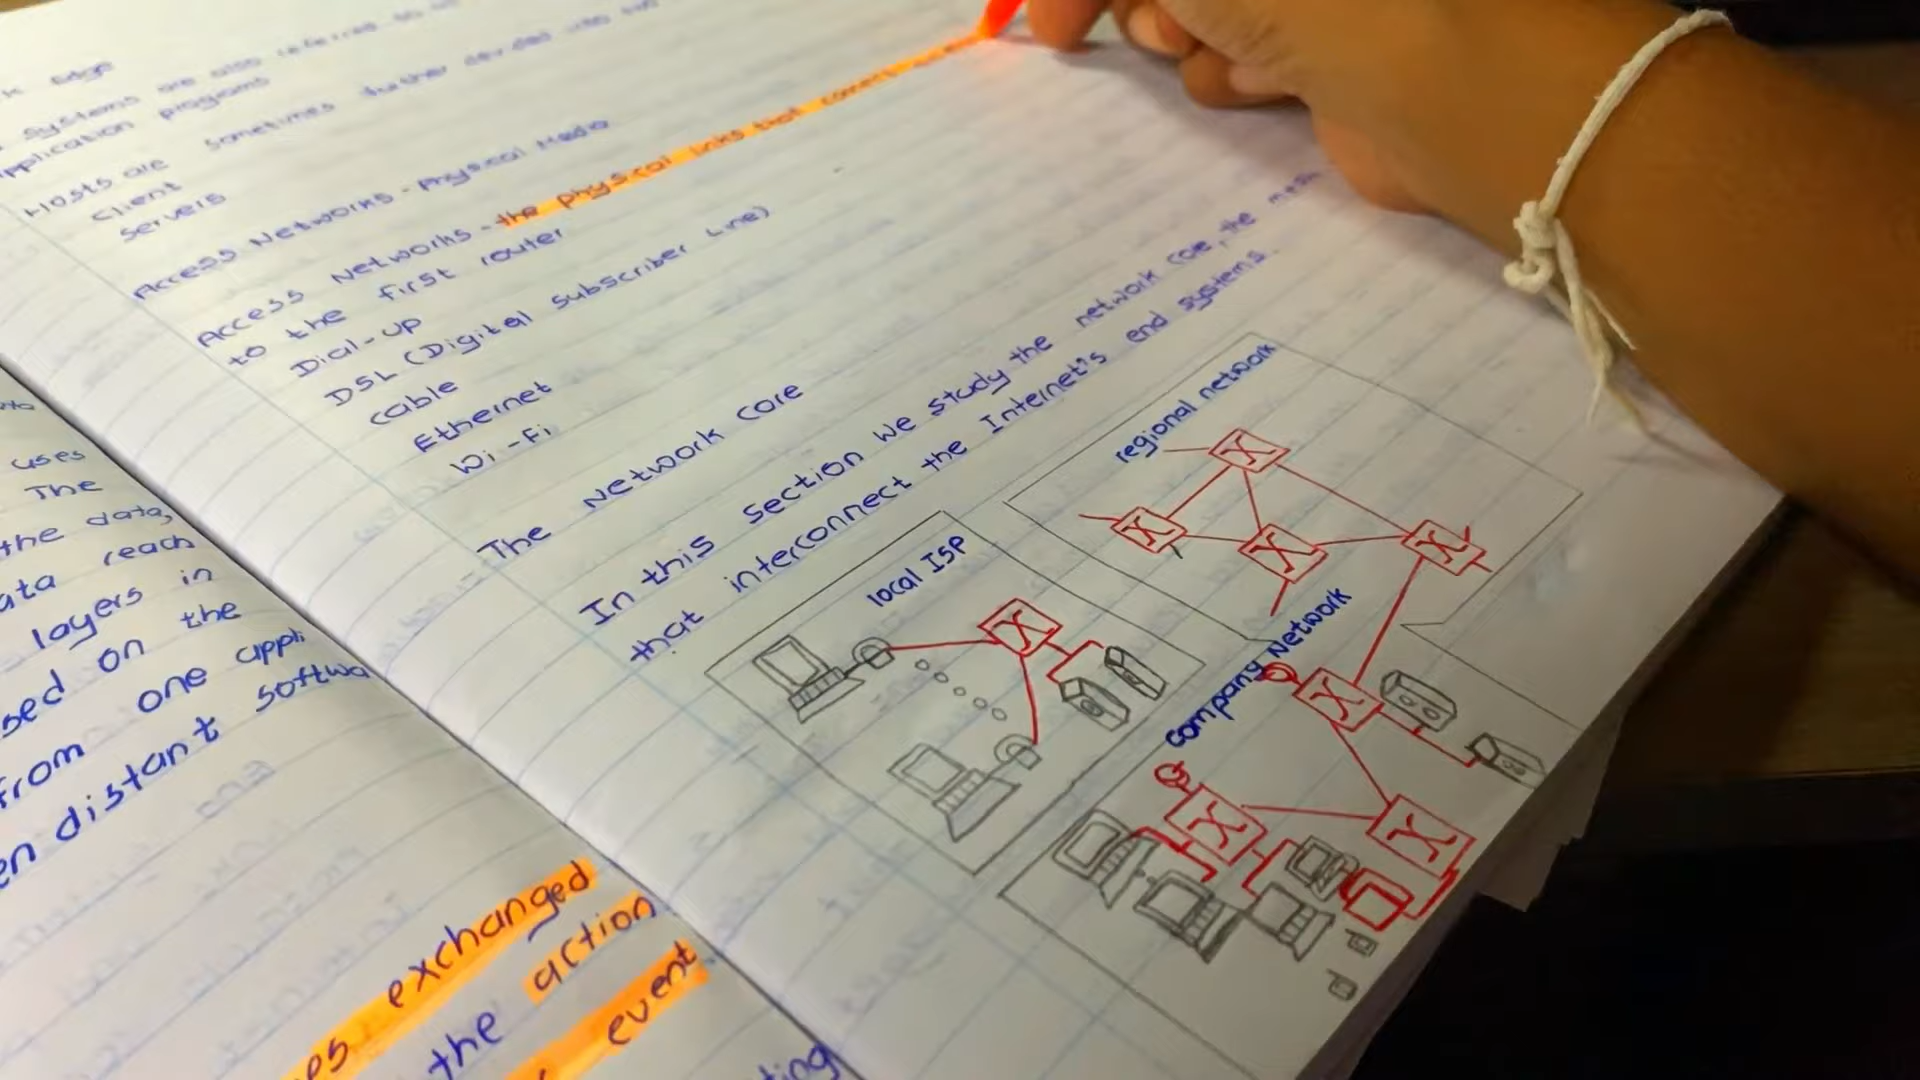 Edge
systems are also referred to
application programs
Hosts are sometimes further devided into two
Client
Servers
Access Networks - Physical Media
Access Networks - the physical links that connect
to the first router
Dial-up
DSL (Digital Subscriber Line)
Cable
Ethernet
Wi-Fi
The Network Core
In this section we study the network core, the mesh
that interconnect the Internet's end systems.
regional network
local ISP
Company Network
uses
The
the data,
reach
layers in
on the
from one appli
distant softwa
exchanged
the action
event